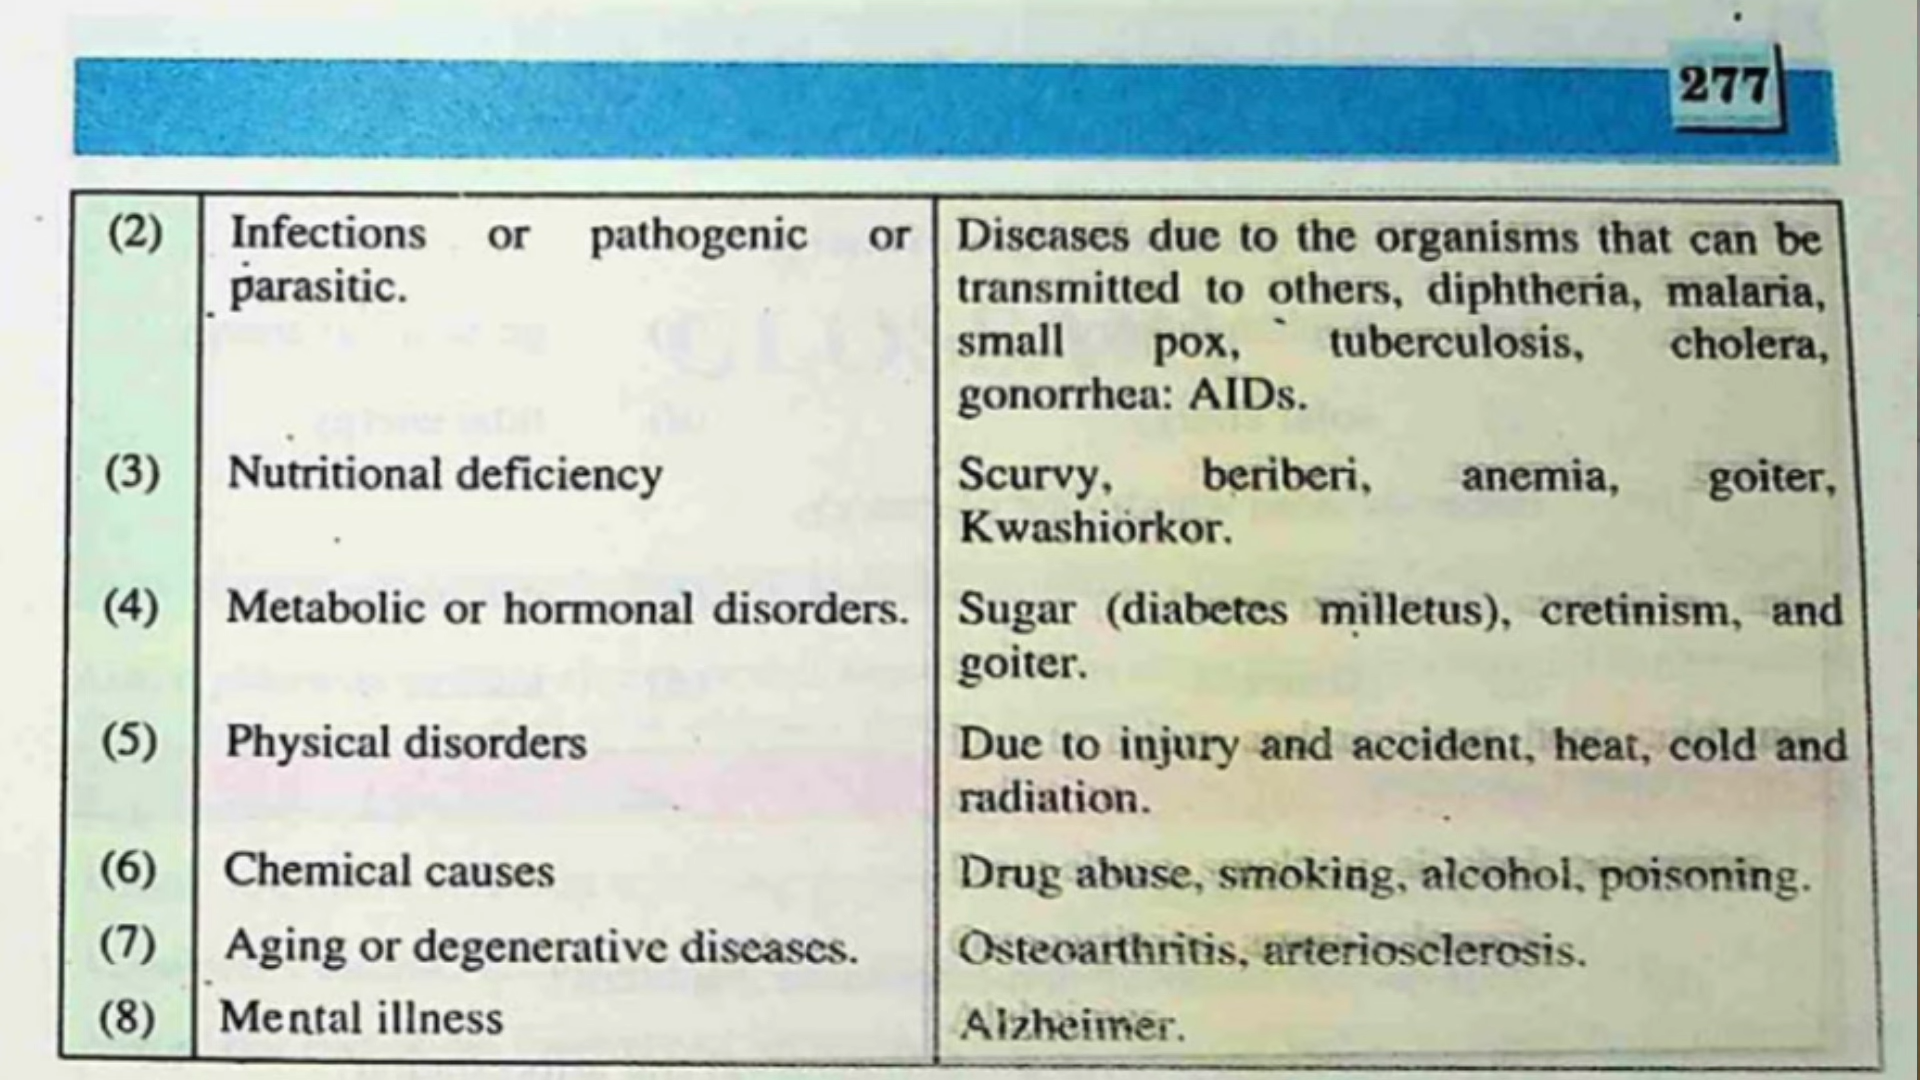 277
(2) Infections or pathogenic or Diseases due to the organisms that can be
parasitic. transmitted to others, diphtheria, malaria,
small pox, tuberculosis, cholera,
gonorrhea: AIDs.
(3) Nutritional deficiency Scurvy, beriberi, anemia, goiter,
Kwashiorkor.
(4) Metabolic or hormonal disorders. Sugar (diabetes milletus), cretinism, and
goiter.
(5) Physical disorders Due to injury and accident, heat, cold and
radiation.
(6) Chemical causes Drug abuse, smoking, alcohol, poisoning.
(7) Aging or degenerative diseases. Osteoarthritis, arteriosclerosis.
(8) Mental illness Alzheimer.